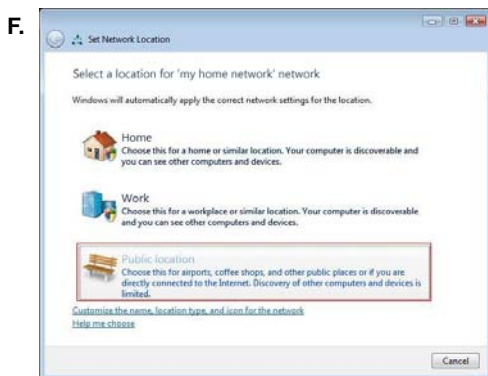 F.
Set Network Location
Select a location for 'my home network' network
Windows will automatically apply the correct network settings for the location.
Home
Choose this for a home or similar location. Your computer is discoverable and
you can see other computers and devices.
Work
Choose this for a workplace or similar location. Your computer is discoverable
and you can see other computers and devices.
Public location
Choose this for airports, coffee shops, and other public places or if you are
directly connected to the Internet. Discovery of other computers and devices is
limited.
Customize the name, location type, and icon for the network
Help me choose
Cancel